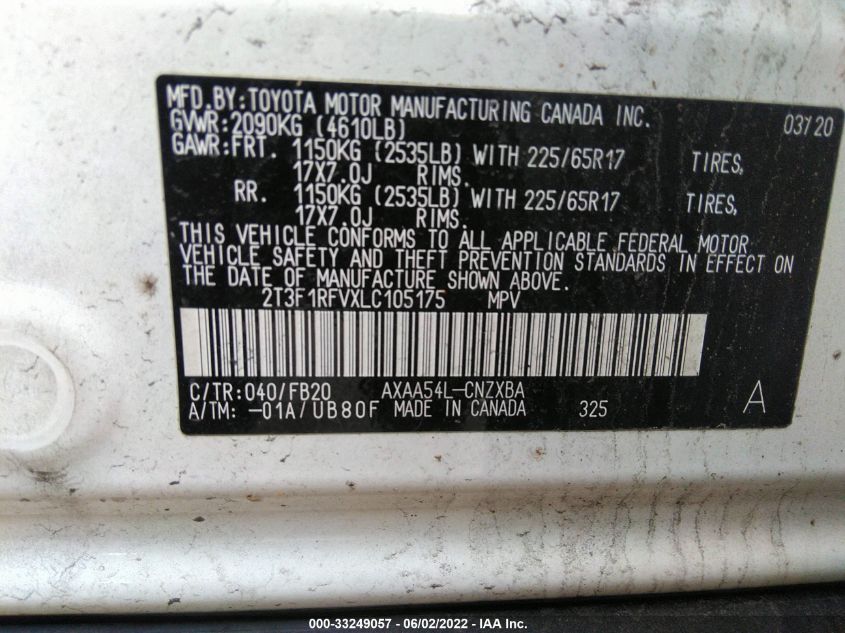 MFD.BY:TOYOTA MOTOR MANUFACTURING CANADA INC. 03/20
GVWR:2090KG (4610LB)
GAWR:FRT. 1150KG (2535LB) WITH 225/65R17 TIRES,
17X7.0J RIMS.
RR. 1150KG (2535LB) WITH 225/65R17 TIRES,
17X7.0J RIMS.
THIS VEHICLE CONFORMS TO ALL APPLICABLE FEDERAL MOTOR
VEHICLE SAFETY AND THEFT PREVENTION STANDARDS IN EFFECT ON
THE DATE OF MANUFACTURE SHOWN ABOVE.
2T3F1RFVXLC105175 MPV
C/TR:040/FB20 AXAA54L-CNZXBA
A/TM: -01A/UB80F MADE IN CANADA 325 A
000-33249057 - 06/02/2022 - IAA Inc.